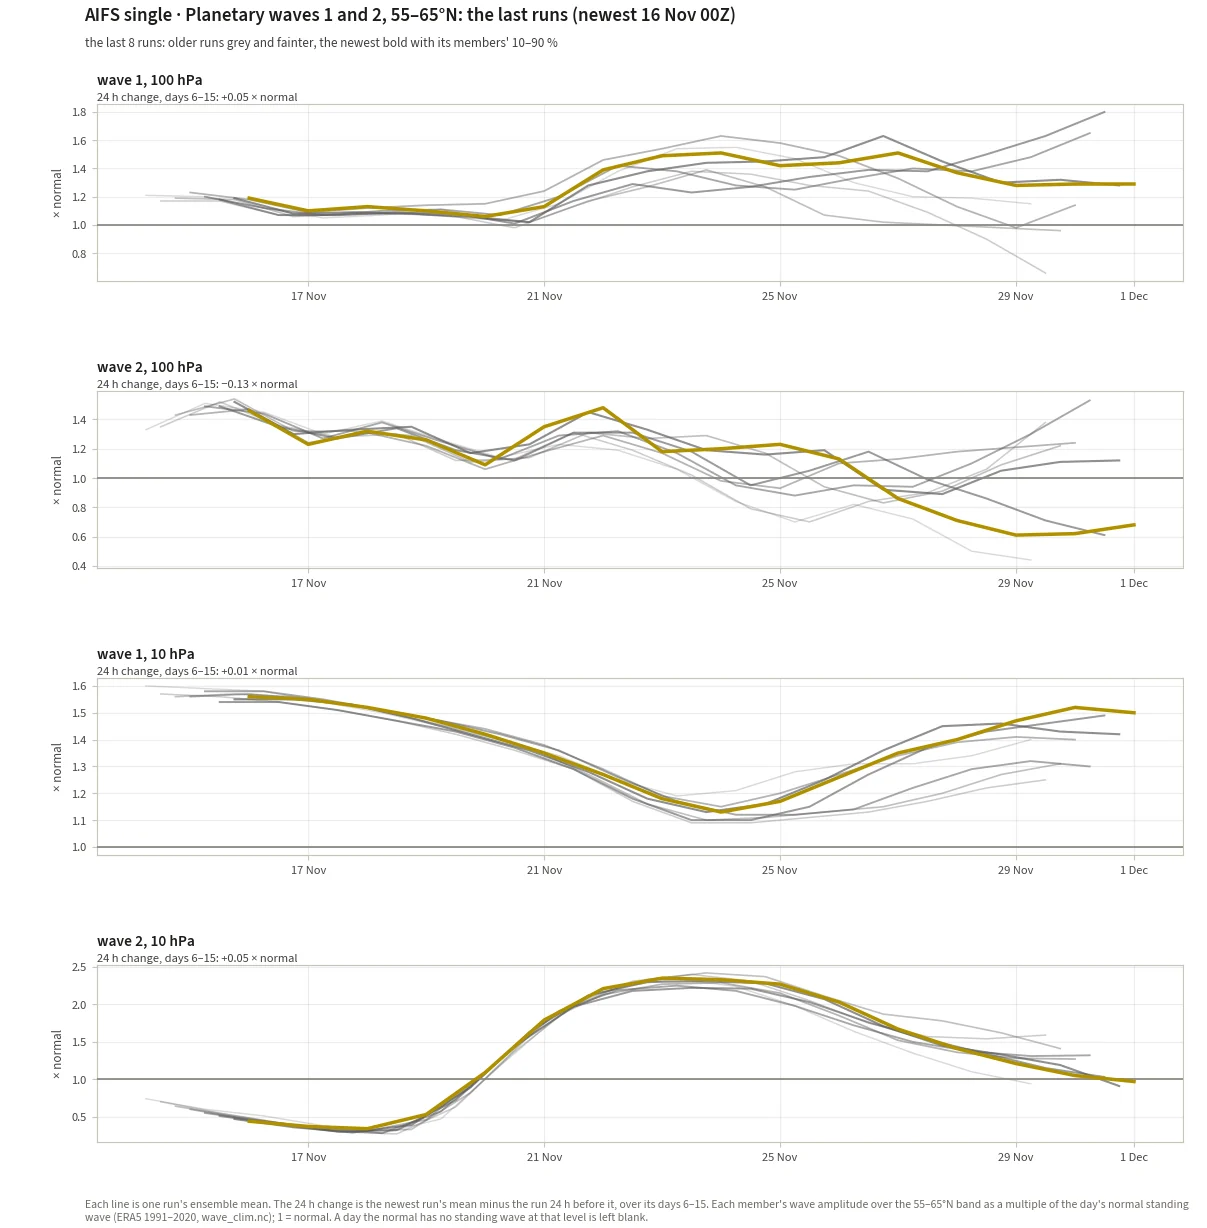 AIFS single · Planetary waves 1 and 2, 55–65°N: the last runs (newest 16 Nov 00Z)
the last 8 runs: older runs grey and fainter, the newest bold with its members' 10–90 %
wave 1, 100 hPa
24 h change, days 6–15: +0.05 × normal
1.8
1.6
1.4
1.2
1.0
0.8
× normal
17 Nov
21 Nov
25 Nov
29 Nov
1 Dec
wave 2, 100 hPa
24 h change, days 6–15: −0.13 × normal
1.4
1.2
1.0
0.8
0.6
0.4
× normal
17 Nov
21 Nov
25 Nov
29 Nov
1 Dec
wave 1, 10 hPa
24 h change, days 6–15: +0.01 × normal
1.6
1.5
1.4
1.3
1.2
1.1
1.0
× normal
17 Nov
21 Nov
25 Nov
29 Nov
1 Dec
wave 2, 10 hPa
24 h change, days 6–15: +0.05 × normal
2.5
2.0
1.5
1.0
0.5
× normal
17 Nov
21 Nov
25 Nov
29 Nov
1 Dec
Each line is one run's ensemble mean. The 24 h change is the newest run's mean minus the run 24 h before it, over its days 6–15. Each member's wave amplitude over the 55–65°N band as a multiple of the day's normal standing
wave (ERA5 1991–2020, wave_clim.nc); 1 = normal. A day the normal has no standing wave at that level is left blank.